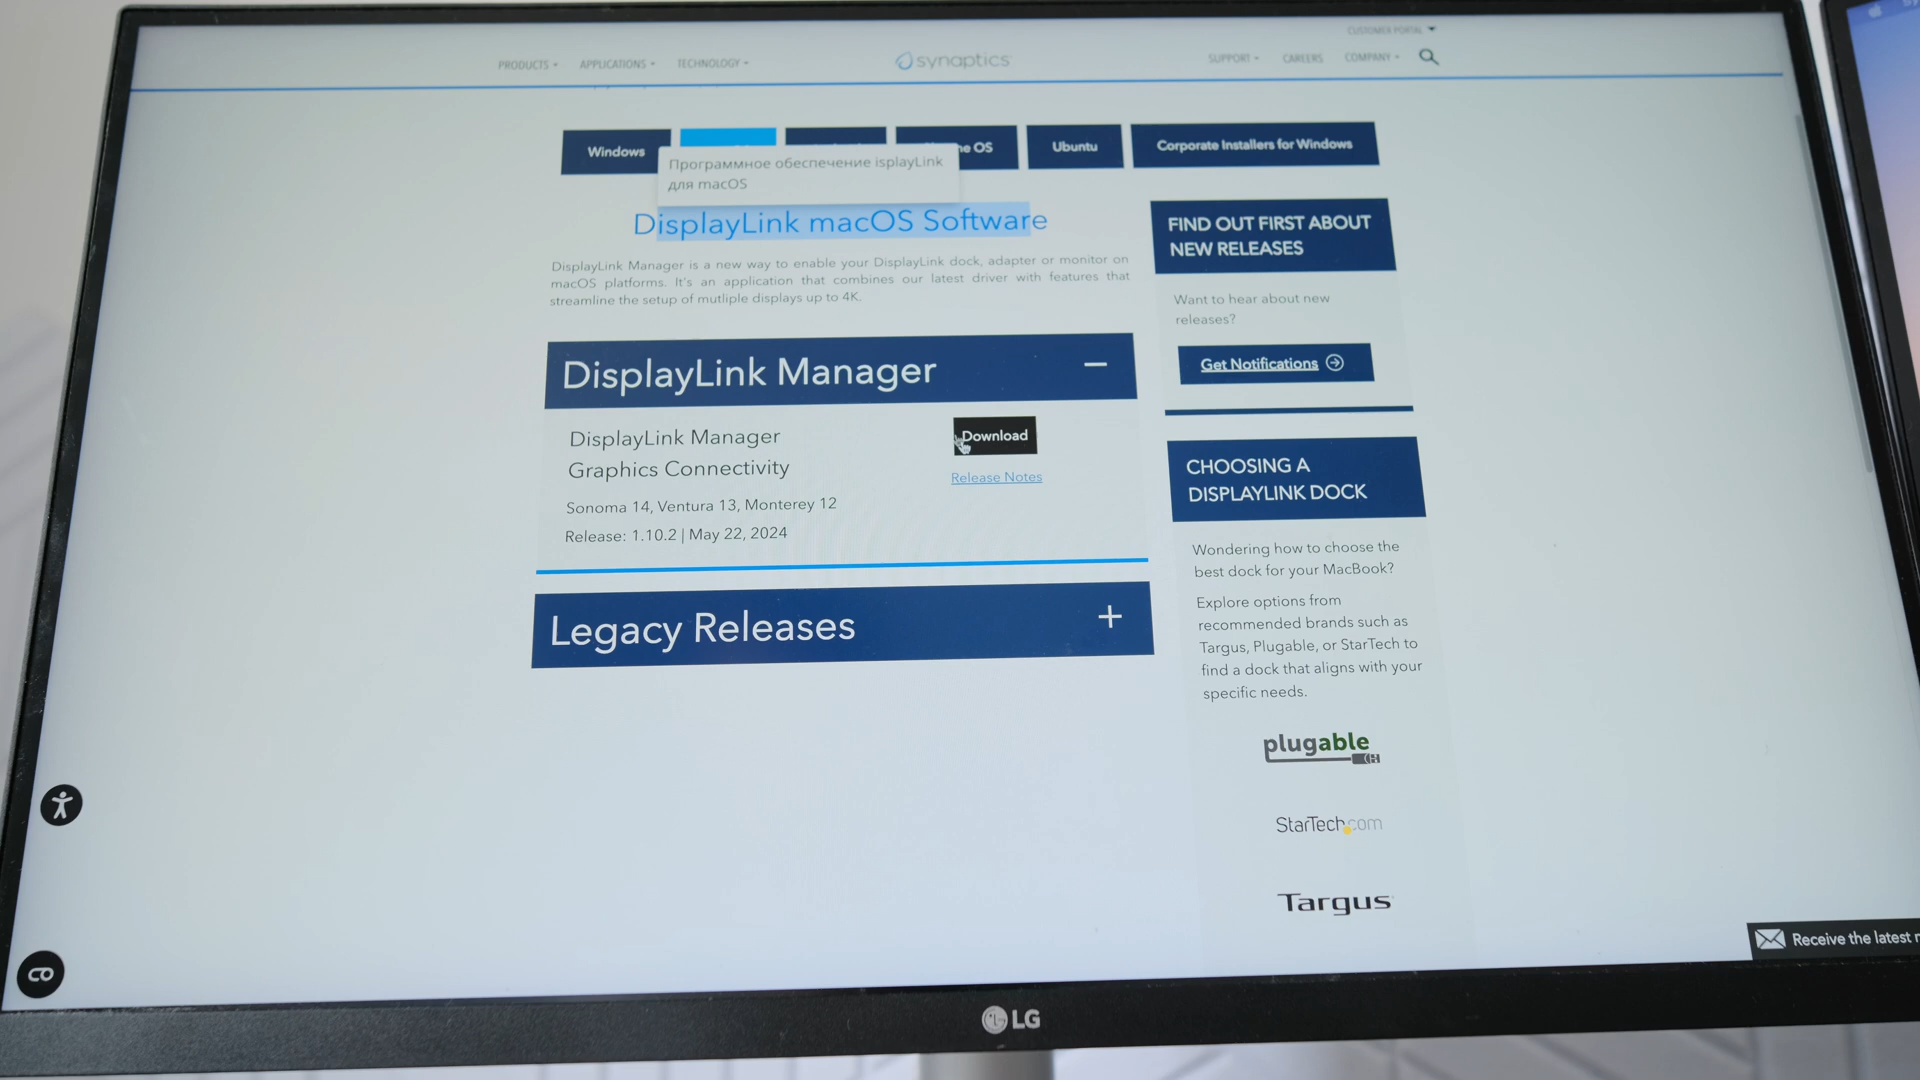 CUSTOMER PORTAL
PRODUCTS
APPLICATIONS
TECHNOLOGY
synaptics
SUPPORT
CAREERS
COMPANY
Windows
OS
Ubuntu
Corporate Installers for Windows
Программное обеспечение isplayLink
для macOS
DisplayLink macOS Software
DisplayLink Manager is a new way to enable your DisplayLink dock, adapter or monitor on
macOS platforms. It's an application that combines our latest driver with features that
streamline the setup of mutliple displays up to 4K.
DisplayLink Manager
DisplayLink Manager
Graphics Connectivity
Download
Release Notes
Sonoma 14, Ventura 13, Monterey 12
Release: 1.10.2 | May 22, 2024
Legacy Releases
FIND OUT FIRST ABOUT
NEW RELEASES
Want to hear about new
releases?
Get Notifications
CHOOSING A
DISPLAYLINK DOCK
Wondering how to choose the
best dock for your MacBook?
Explore options from
recommended brands such as
Targus, Plugable, or StarTech to
find a dock that aligns with your
specific needs.
plugable
StarTech.com
Targus
Receive the latest
LG